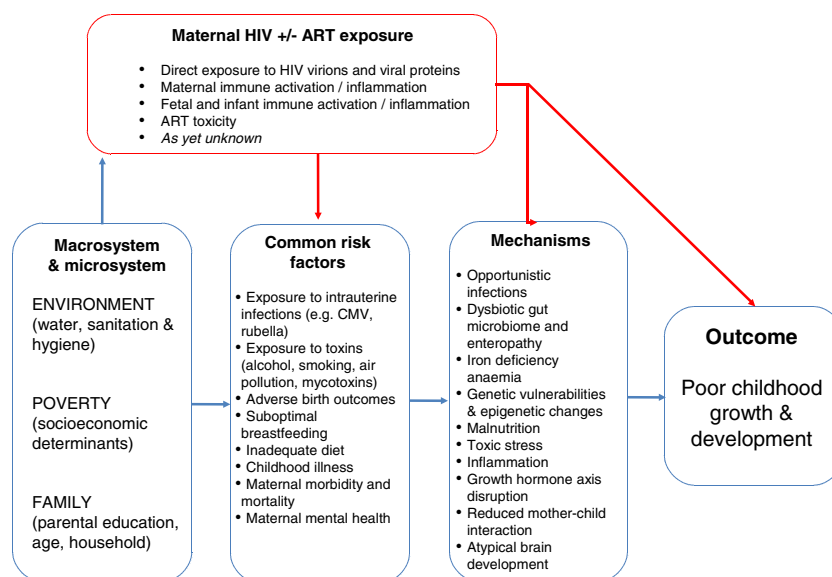 Maternal HIV +/- ART exposure
• Direct exposure to HIV virions and viral proteins
• Maternal immune activation / inflammation
• Fetal and infant immune activation / inflammation
• ART toxicity
• As yet unknown
Macrosystem
& microsystem
ENVIRONMENT
(water, sanitation &
hygiene)
POVERTY
(socioeconomic
determinants)
FAMILY
(parental education,
age, household)
Common risk
factors
• Exposure to intrauterine
infections (e.g. CMV,
rubella)
• Exposure to toxins
(alcohol, smoking, air
pollution, mycotoxins)
• Adverse birth outcomes
• Suboptimal
breastfeeding
• Inadequate diet
• Childhood illness
• Maternal morbidity and
mortality
• Maternal mental health
Mechanisms
• Opportunistic
infections
• Dysbiotic gut
microbiome and
enteropathy
• Iron deficiency
anaemia
• Genetic vulnerabilities
& epigenetic changes
• Malnutrition
• Toxic stress
• Inflammation
• Growth hormone axis
disruption
• Reduced mother-child
interaction
• Atypical brain
development
Outcome
Poor childhood
growth &
development